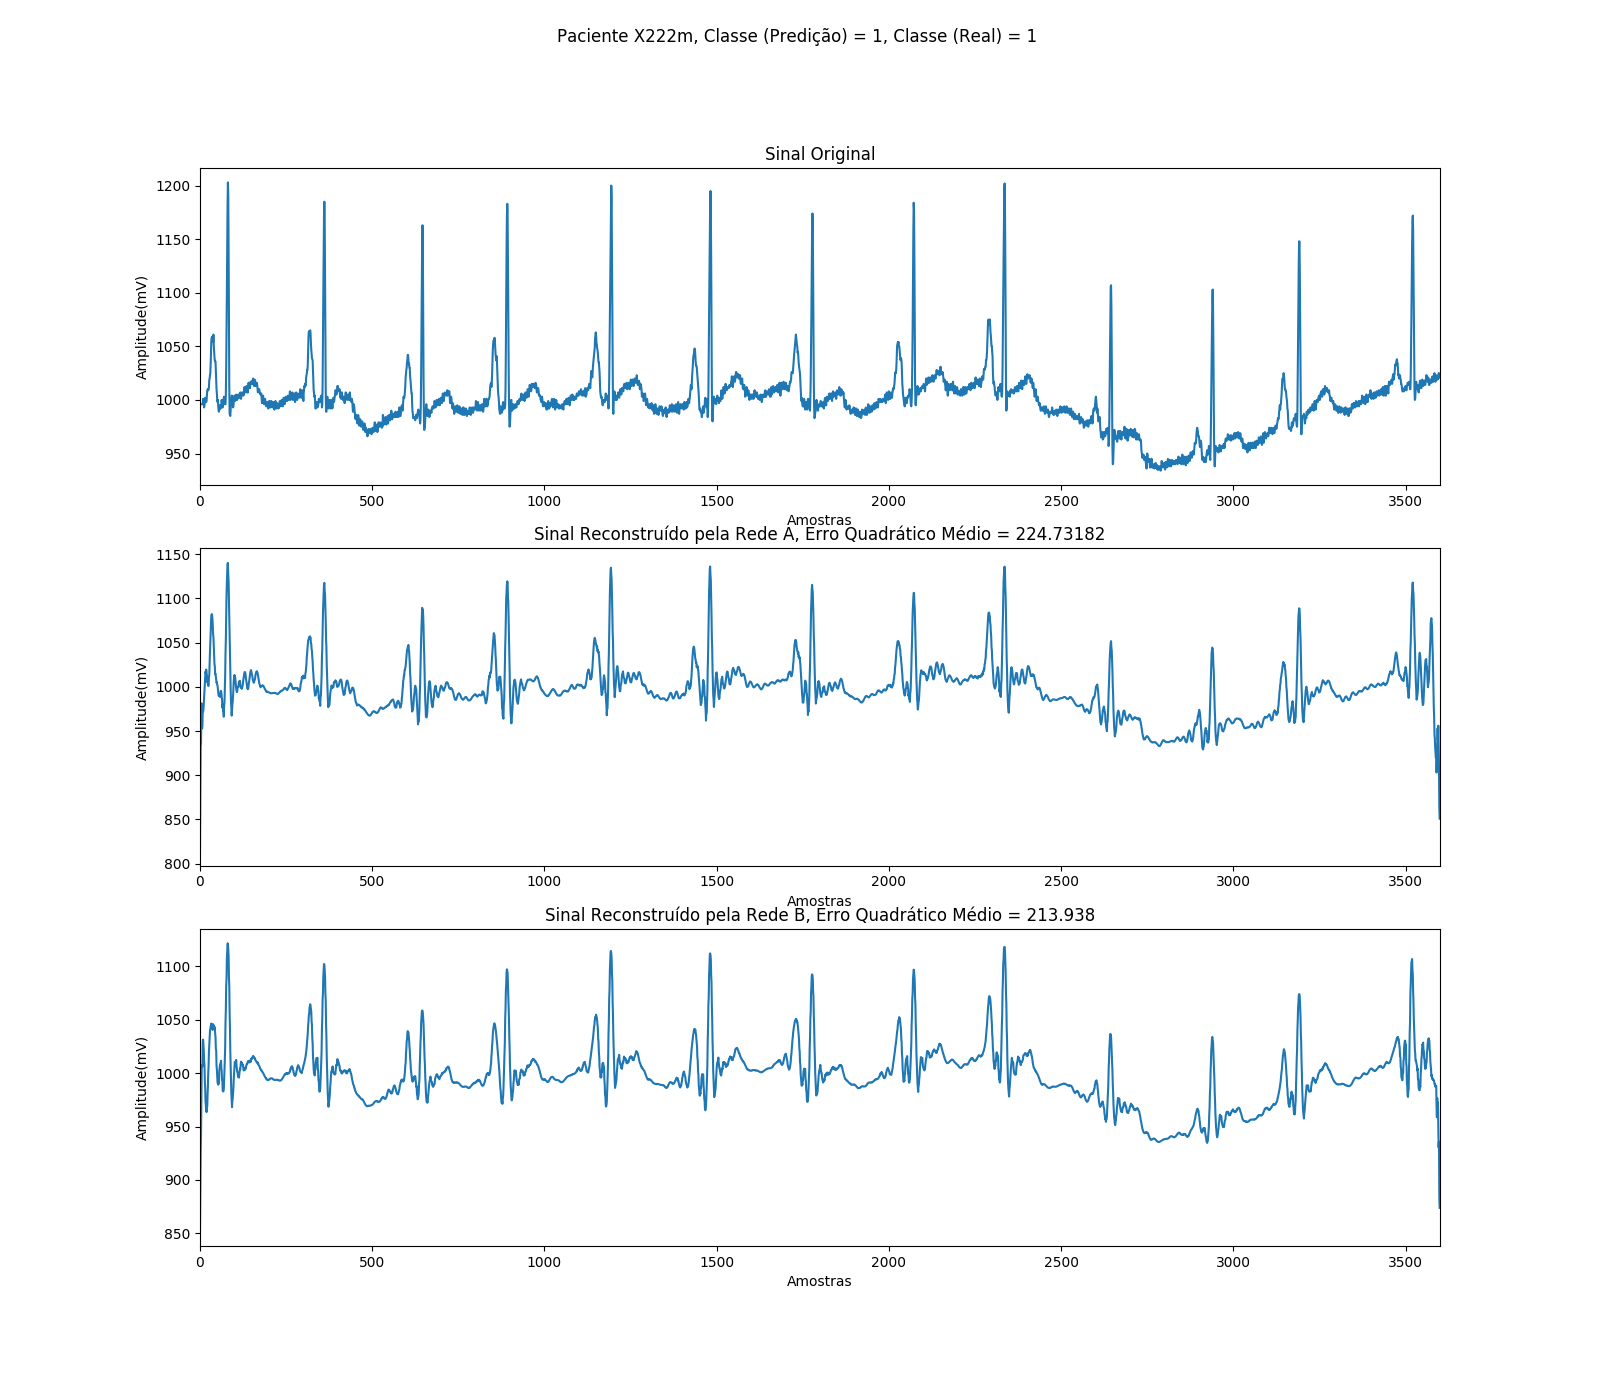 Paciente X222m, Classe (Predição) = 1, Classe (Real) = 1
Sinal Original
Amplitude(mV)
1200
1150
1100
1050
1000
950
0 500 1000 1500 2000 2500 3000 3500
Amostras
Sinal Reconstruído pela Rede A, Erro Quadrático Médio = 224.73182
Amplitude(mV)
1150
1100
1050
1000
950
900
850
800
0 500 1000 1500 2000 2500 3000 3500
Amostras
Sinal Reconstruído pela Rede B, Erro Quadrático Médio = 213.938
Amplitude(mV)
1100
1050
1000
950
900
850
0 500 1000 1500 2000 2500 3000 3500
Amostras